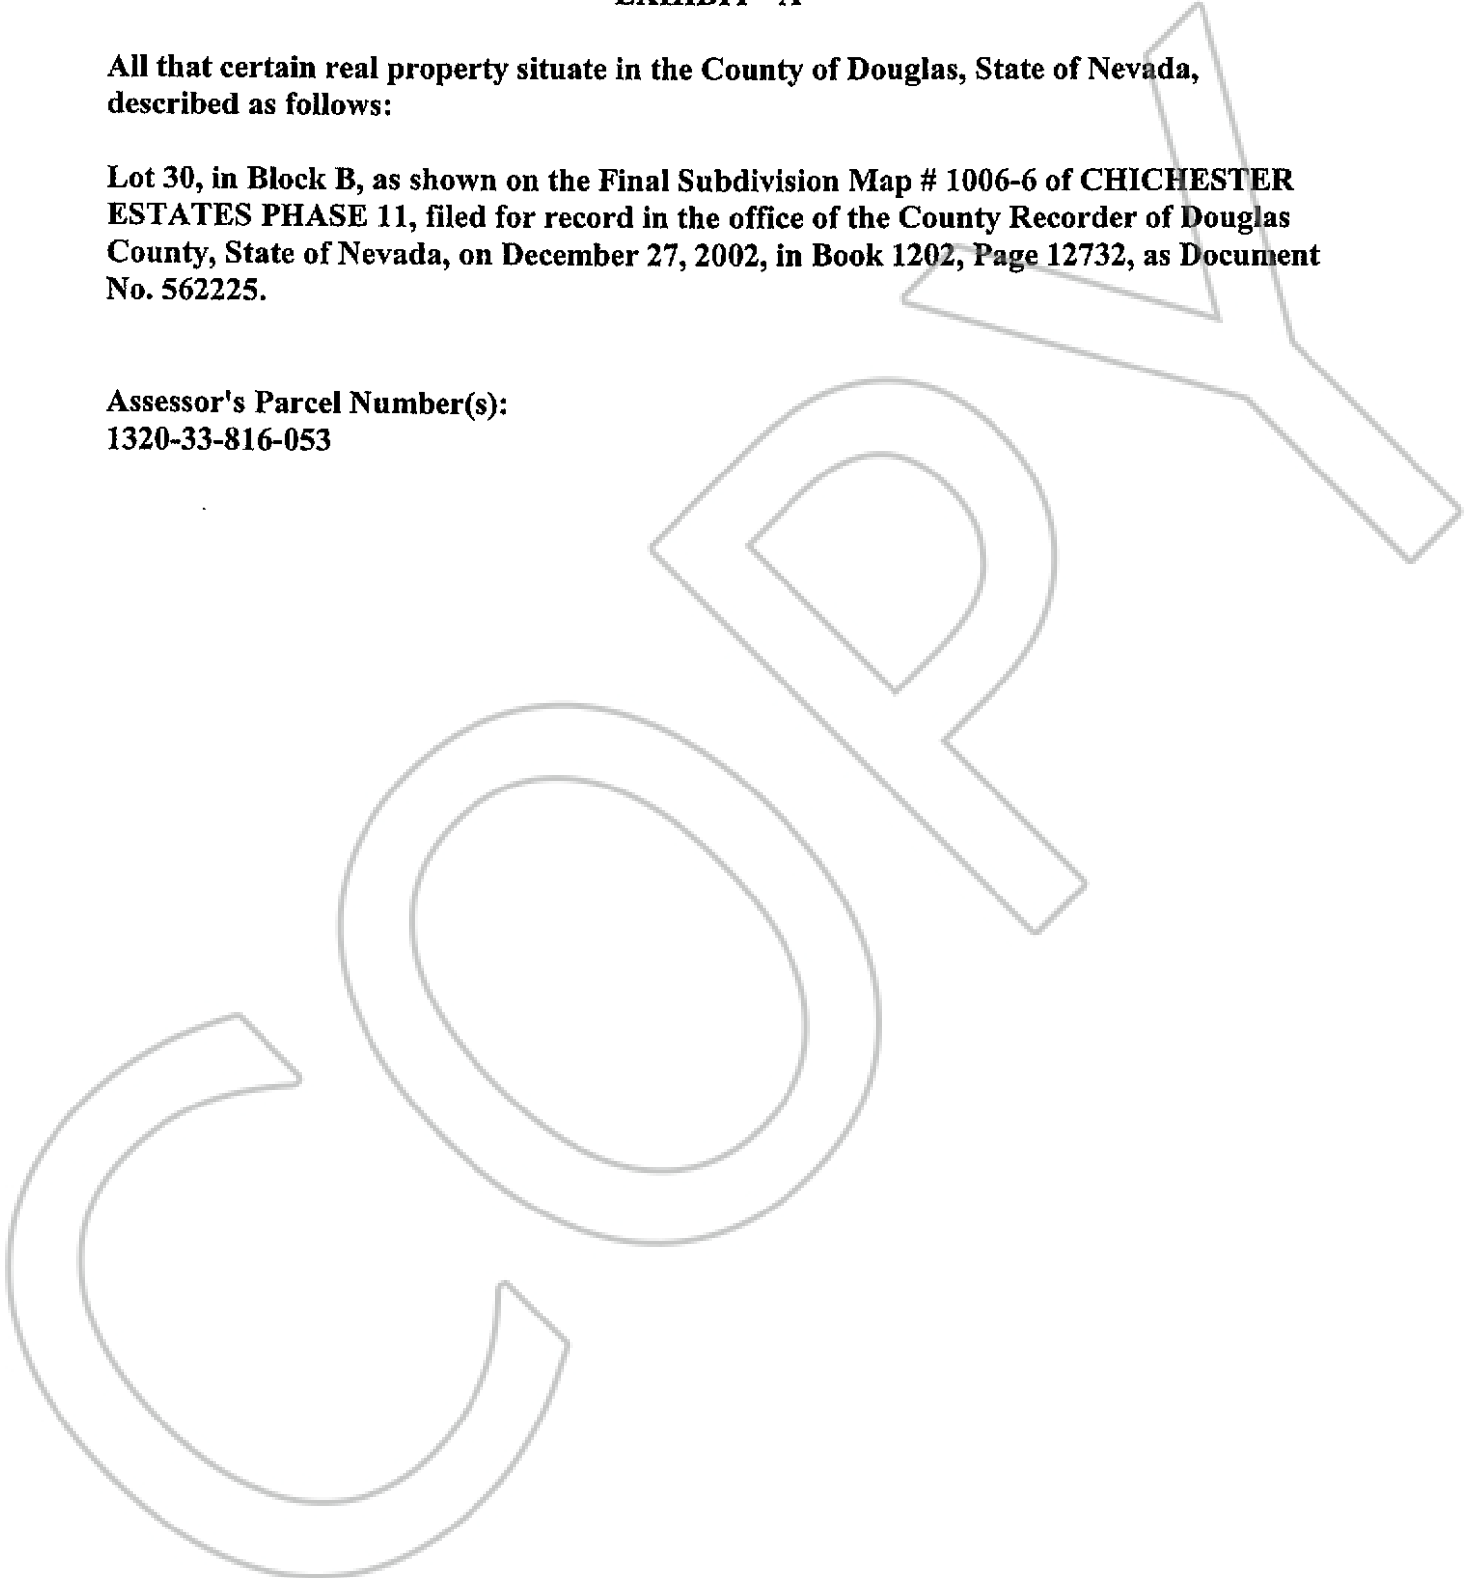 EXHIBIT "A"
All that certain real property situate in the County of Douglas, State of Nevada,
described as follows:
Lot 30, in Block B, as shown on the Final Subdivision Map # 1006-6 of CHICHESTER
ESTATES PHASE 11, filed for record in the office of the County Recorder of Douglas
County, State of Nevada, on December 27, 2002, in Book 1202, Page 12732, as Document
No. 562225.
Assessor's Parcel Number(s):
1320-33-816-053
COPY